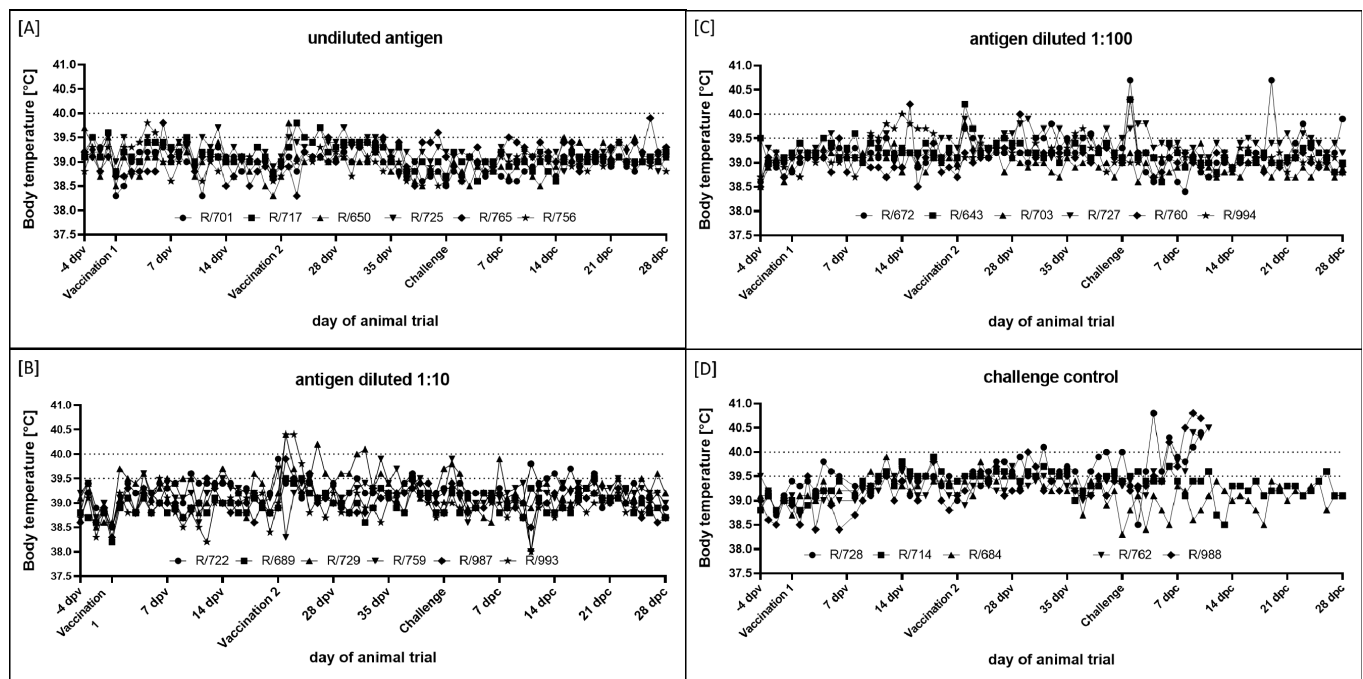 [A]
undiluted antigen
Body temperature [°C]
41.0
40.5
40.0
39.5
39.0
38.5
38.0
37.5
R/701 R/717 R/650 R/725 R/765 R/756
-4 dpv Vaccination 1 7 dpv 14 dpv Vaccination 2 28 dpv 35 dpv Challenge 7 dpc 14 dpc 21 dpc 28 dpc
day of animal trial
[C]
antigen diluted 1:100
Body temperature [°C]
41.0
40.5
40.0
39.5
39.0
38.5
38.0
37.5
R/672 R/643 R/703 R/727 R/760 R/994
-4 dpv Vaccination 1 7 dpv 14 dpv Vaccination 2 28 dpv 35 dpv Challenge 7 dpc 14 dpc 21 dpc 28 dpc
day of animal trial
[B]
antigen diluted 1:10
Body temperature [°C]
41.0
40.5
40.0
39.5
39.0
38.5
38.0
37.5
R/722 R/689 R/729 R/759 R/987 R/993
-4 dpv Vaccination
1
7 dpv 14 dpv Vaccination 2 28 dpv 35 dpv Challenge 7 dpc 14 dpc 21 dpc 28 dpc
day of animal trial
[D]
challenge control
Body temperature [°C]
41.0
40.5
40.0
39.5
39.0
38.5
38.0
37.5
R/728 R/714 R/684 R/762 R/988
-4 dpv Vaccination 1 7 dpv 14 dpv Vaccination 2 28 dpv 35 dpv Challenge 7 dpc 14 dpc 21 dpc 28 dpc
day of animal trial